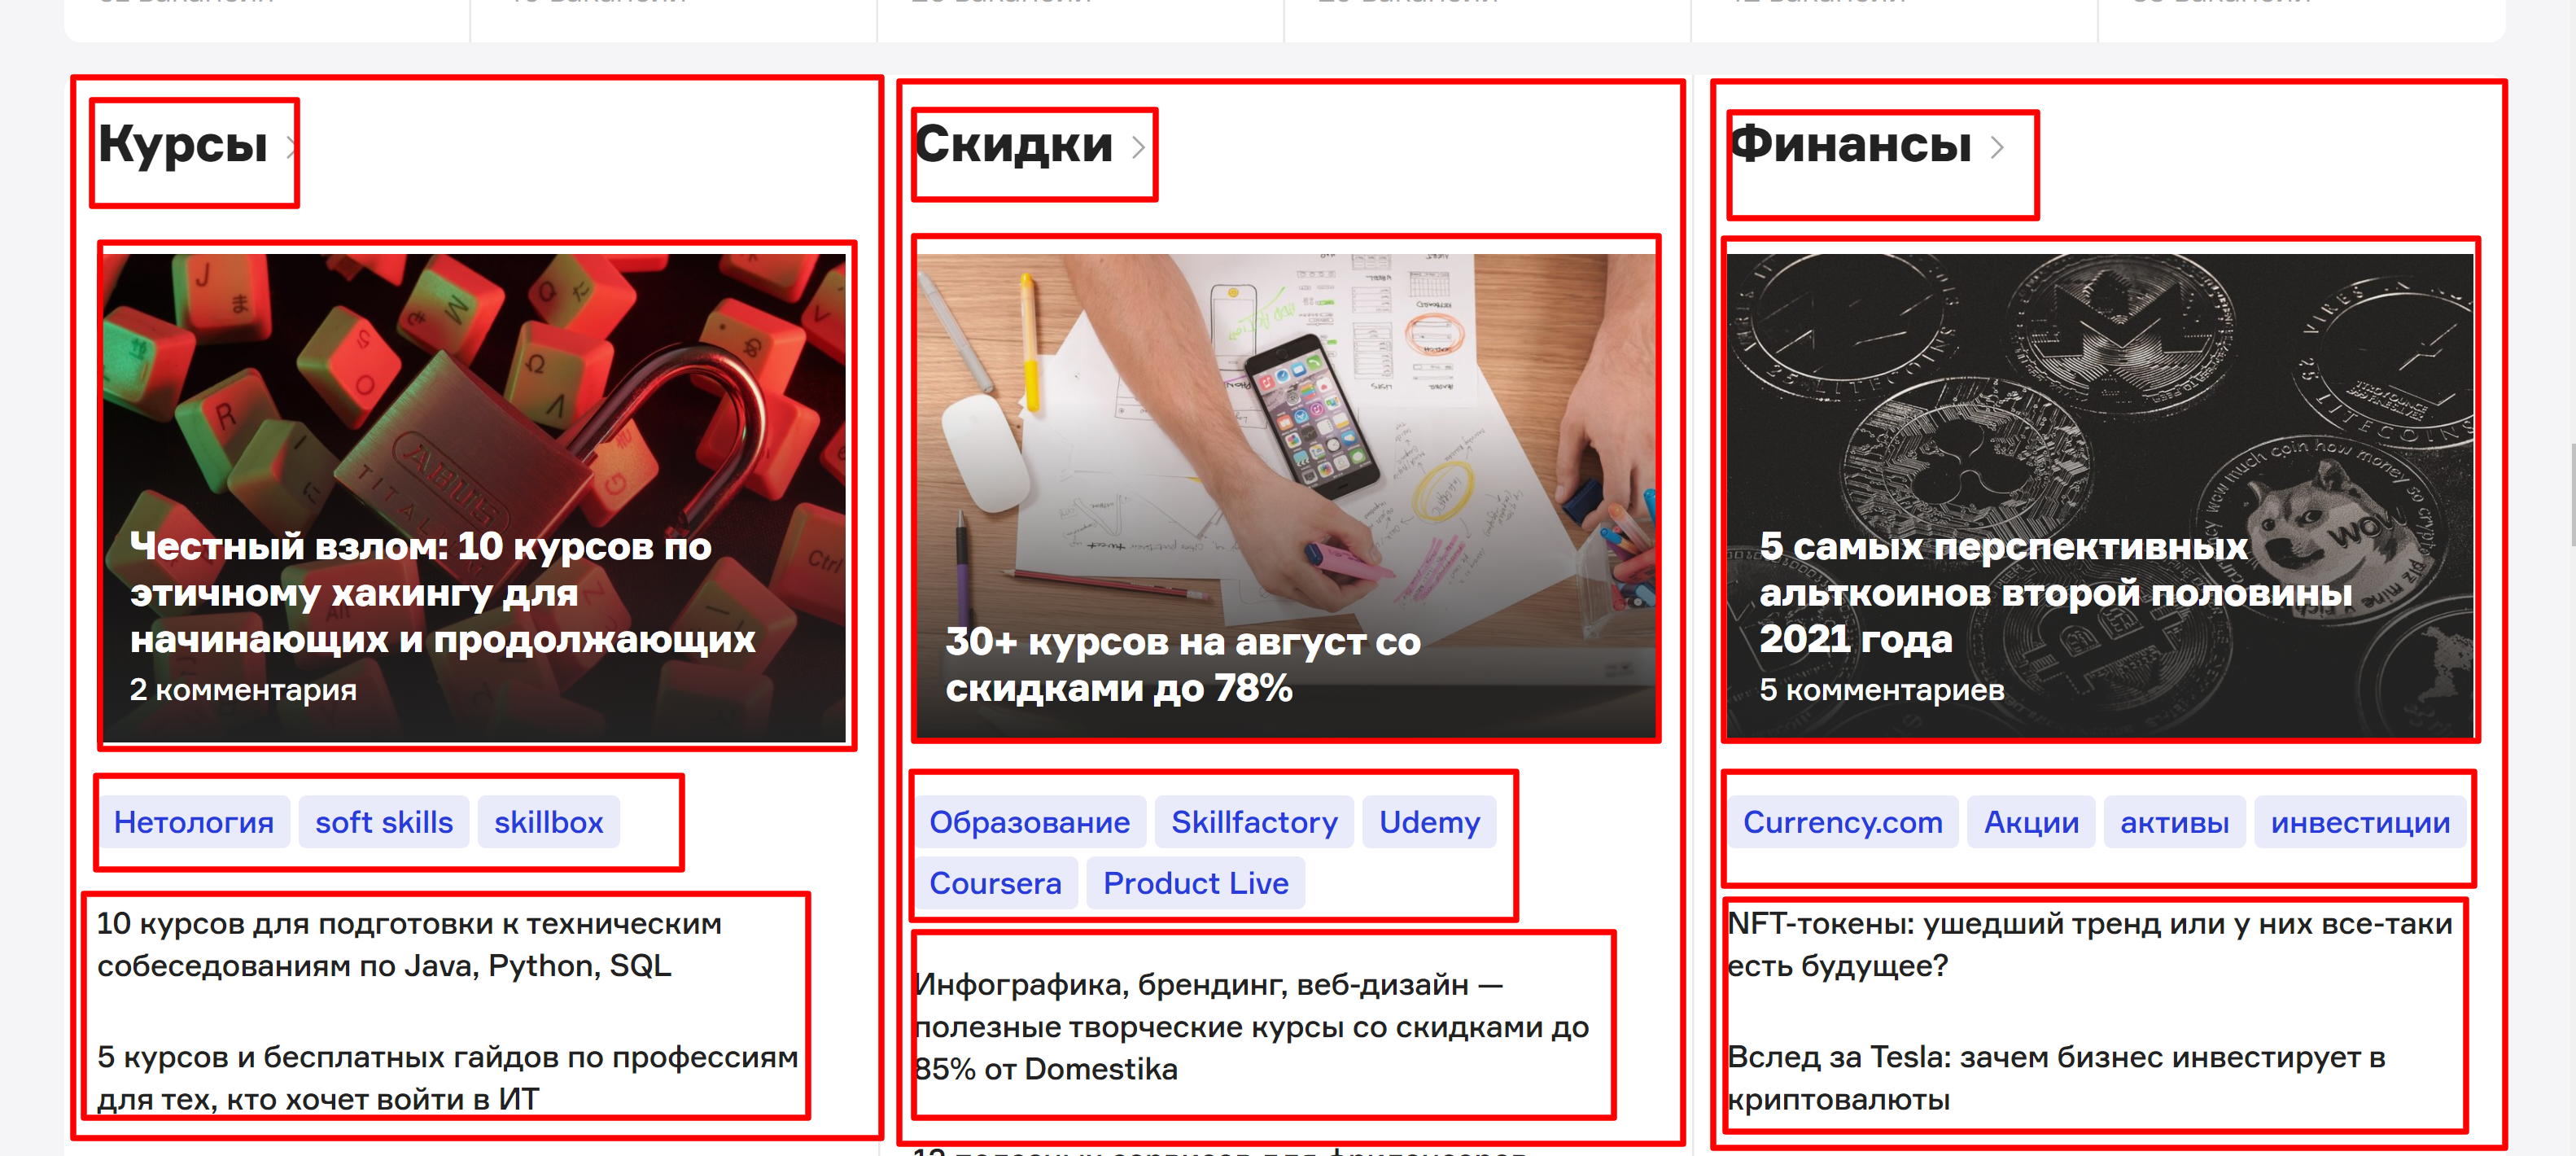 Курсы
Честный взлом: 10 курсов по
этичному хакингу для
начинающих и продолжающих
2 комментария
Нетология soft skills skillbox
10 курсов для подготовки к техническим
собеседованиям по Java, Python, SQL
5 курсов и бесплатных гайдов по профессиям
для тех, кто хочет войти в ИТ
Скидки
30+ курсов на август со
скидками до 78%
Образование Skillfactory Udemy
Coursera Product Live
Инфографика, брендинг, веб-дизайн —
полезные творческие курсы со скидками до
85% от Domestika
Финансы
5 самых перспективных
альткоинов второй половины
2021 года
5 комментариев
Currency.com Акции активы инвестиции
NFT-токены: ушедший тренд или у них все-таки
есть будущее?
Вслед за Tesla: зачем бизнес инвестирует в
криптовалюты